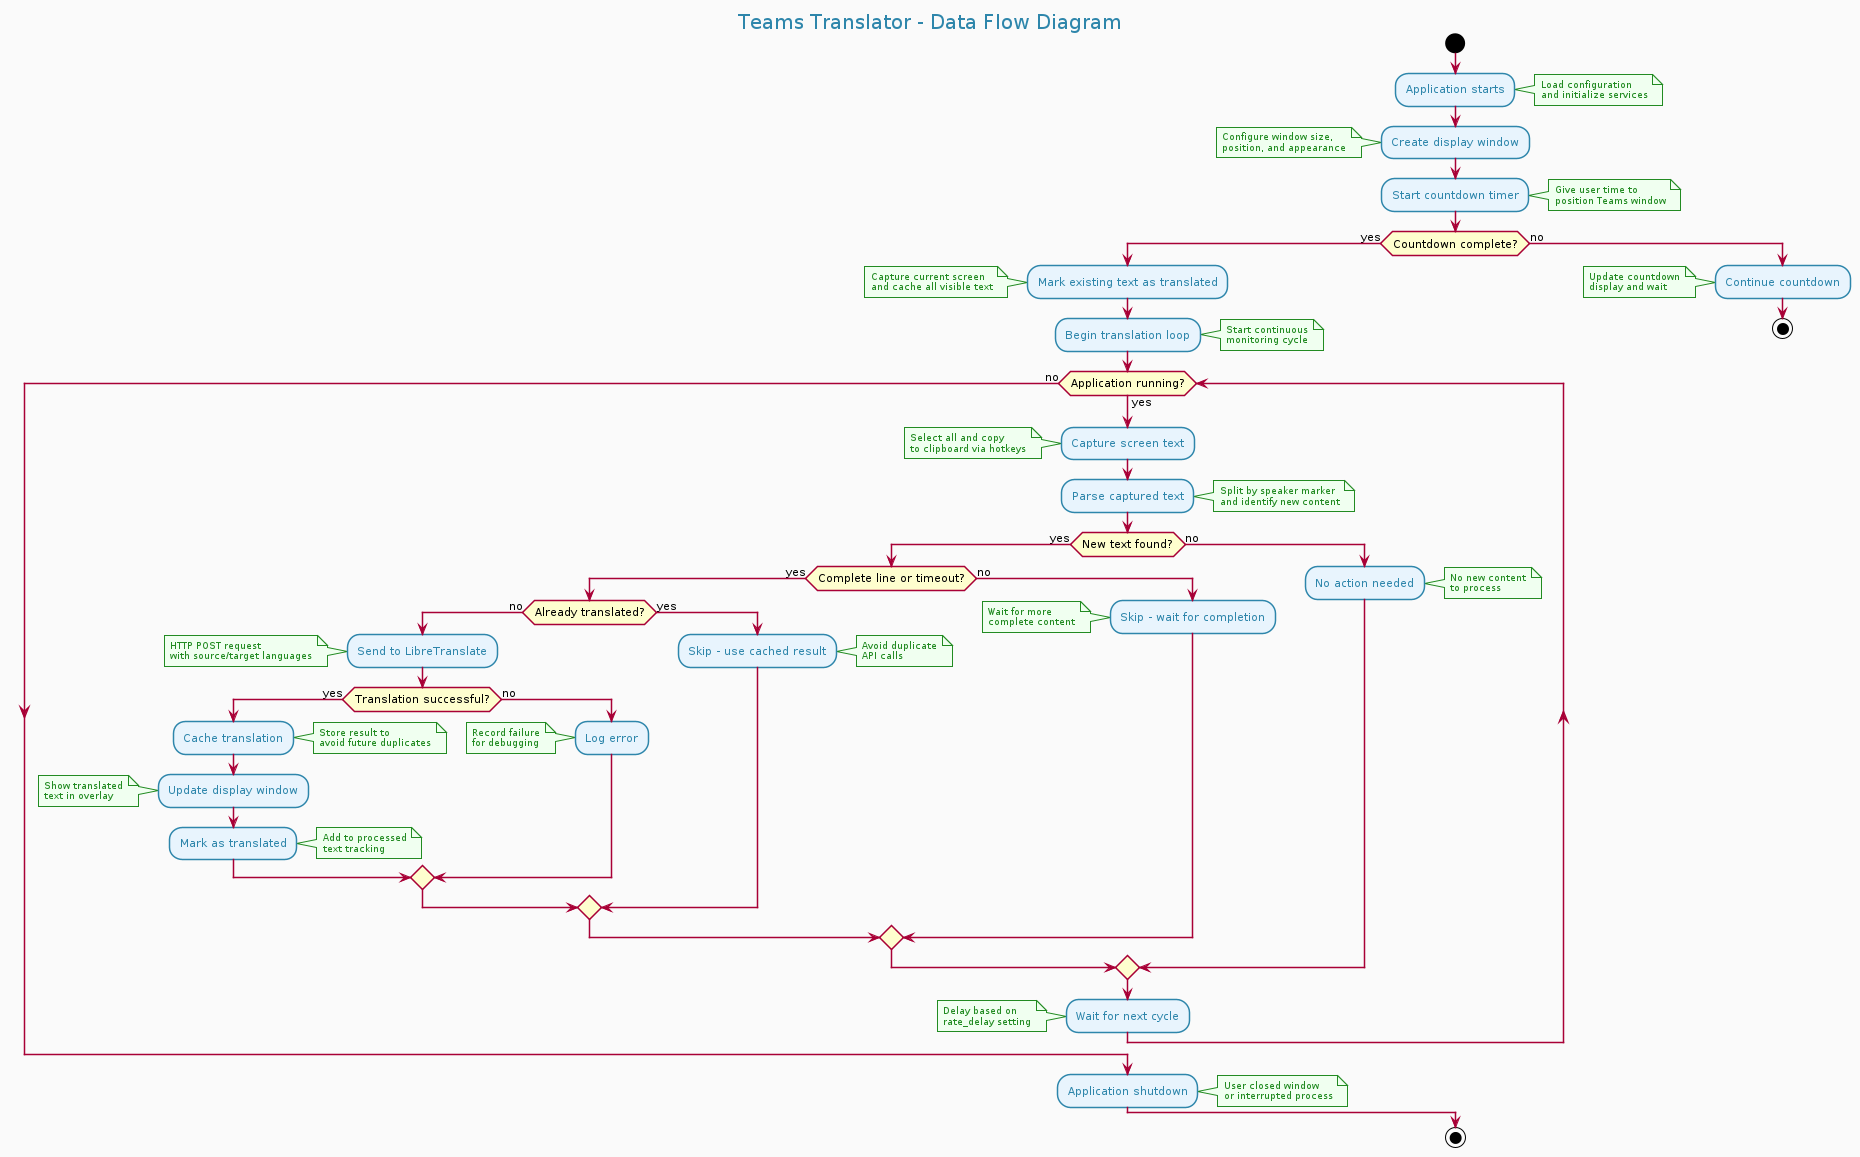 Teams Translator - Data Flow Diagram
Application starts
Load configuration
and initialize services
Configure window size,
position, and appearance
Create display window
Start countdown timer
Give user time to
position Teams window
yes
Countdown complete?
no
Capture current screen
and cache all visible text
Mark existing text as translated
Update countdown
display and wait
Continue countdown
Begin translation loop
Start continuous
monitoring cycle
no
Application running?
yes
Select all and copy
to clipboard via hotkeys
Capture screen text
Parse captured text
Split by speaker marker
and identify new content
yes
New text found?
no
yes
Complete line or timeout?
no
No action needed
No new content
to process
no
Already translated?
yes
Wait for more
complete content
Skip - wait for completion
HTTP POST request
with source/target languages
Send to LibreTranslate
Skip - use cached result
Avoid duplicate
API calls
yes
Translation successful?
no
Cache translation
Store result to
avoid future duplicates
Record failure
for debugging
Log error
Show translated
text in overlay
Update display window
Mark as translated
Add to processed
text tracking
Delay based on
rate_delay setting
Wait for next cycle
Application shutdown
User closed window
or interrupted process